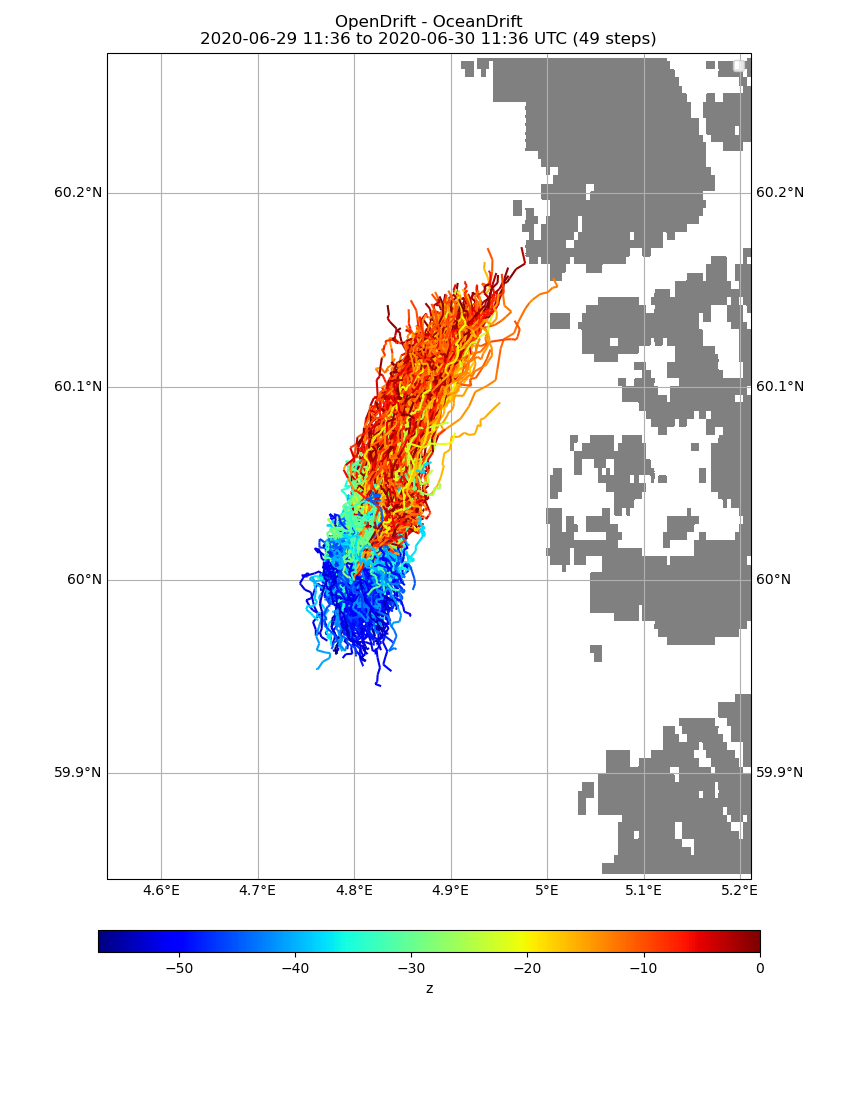 OpenDrift - OceanDrift
2020-06-29 11:36 to 2020-06-30 11:36 UTC (49 steps)
60.2°N 60.2°N
60.1°N 60.1°N
60°N 60°N
59.9°N 59.9°N
4.6°E 4.7°E 4.8°E 4.9°E 5°E 5.1°E 5.2°E
−50 −40 −30 −20 −10 0
z